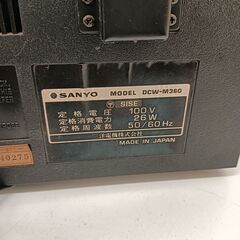 SANYO MODEL DCW-M360
SISE
定格電圧 100V
定格消費電力 26W
定格周波数 50/60Hz
洋電機株式会社
MADE IN JAPAN
40275